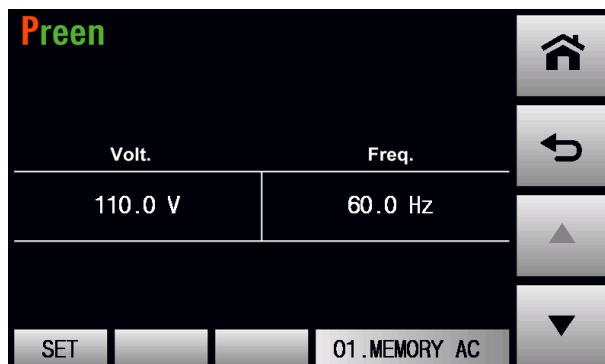 Preen
Volt. Freq.
110.0 V 60.0 Hz
SET 01.MEMORY AC